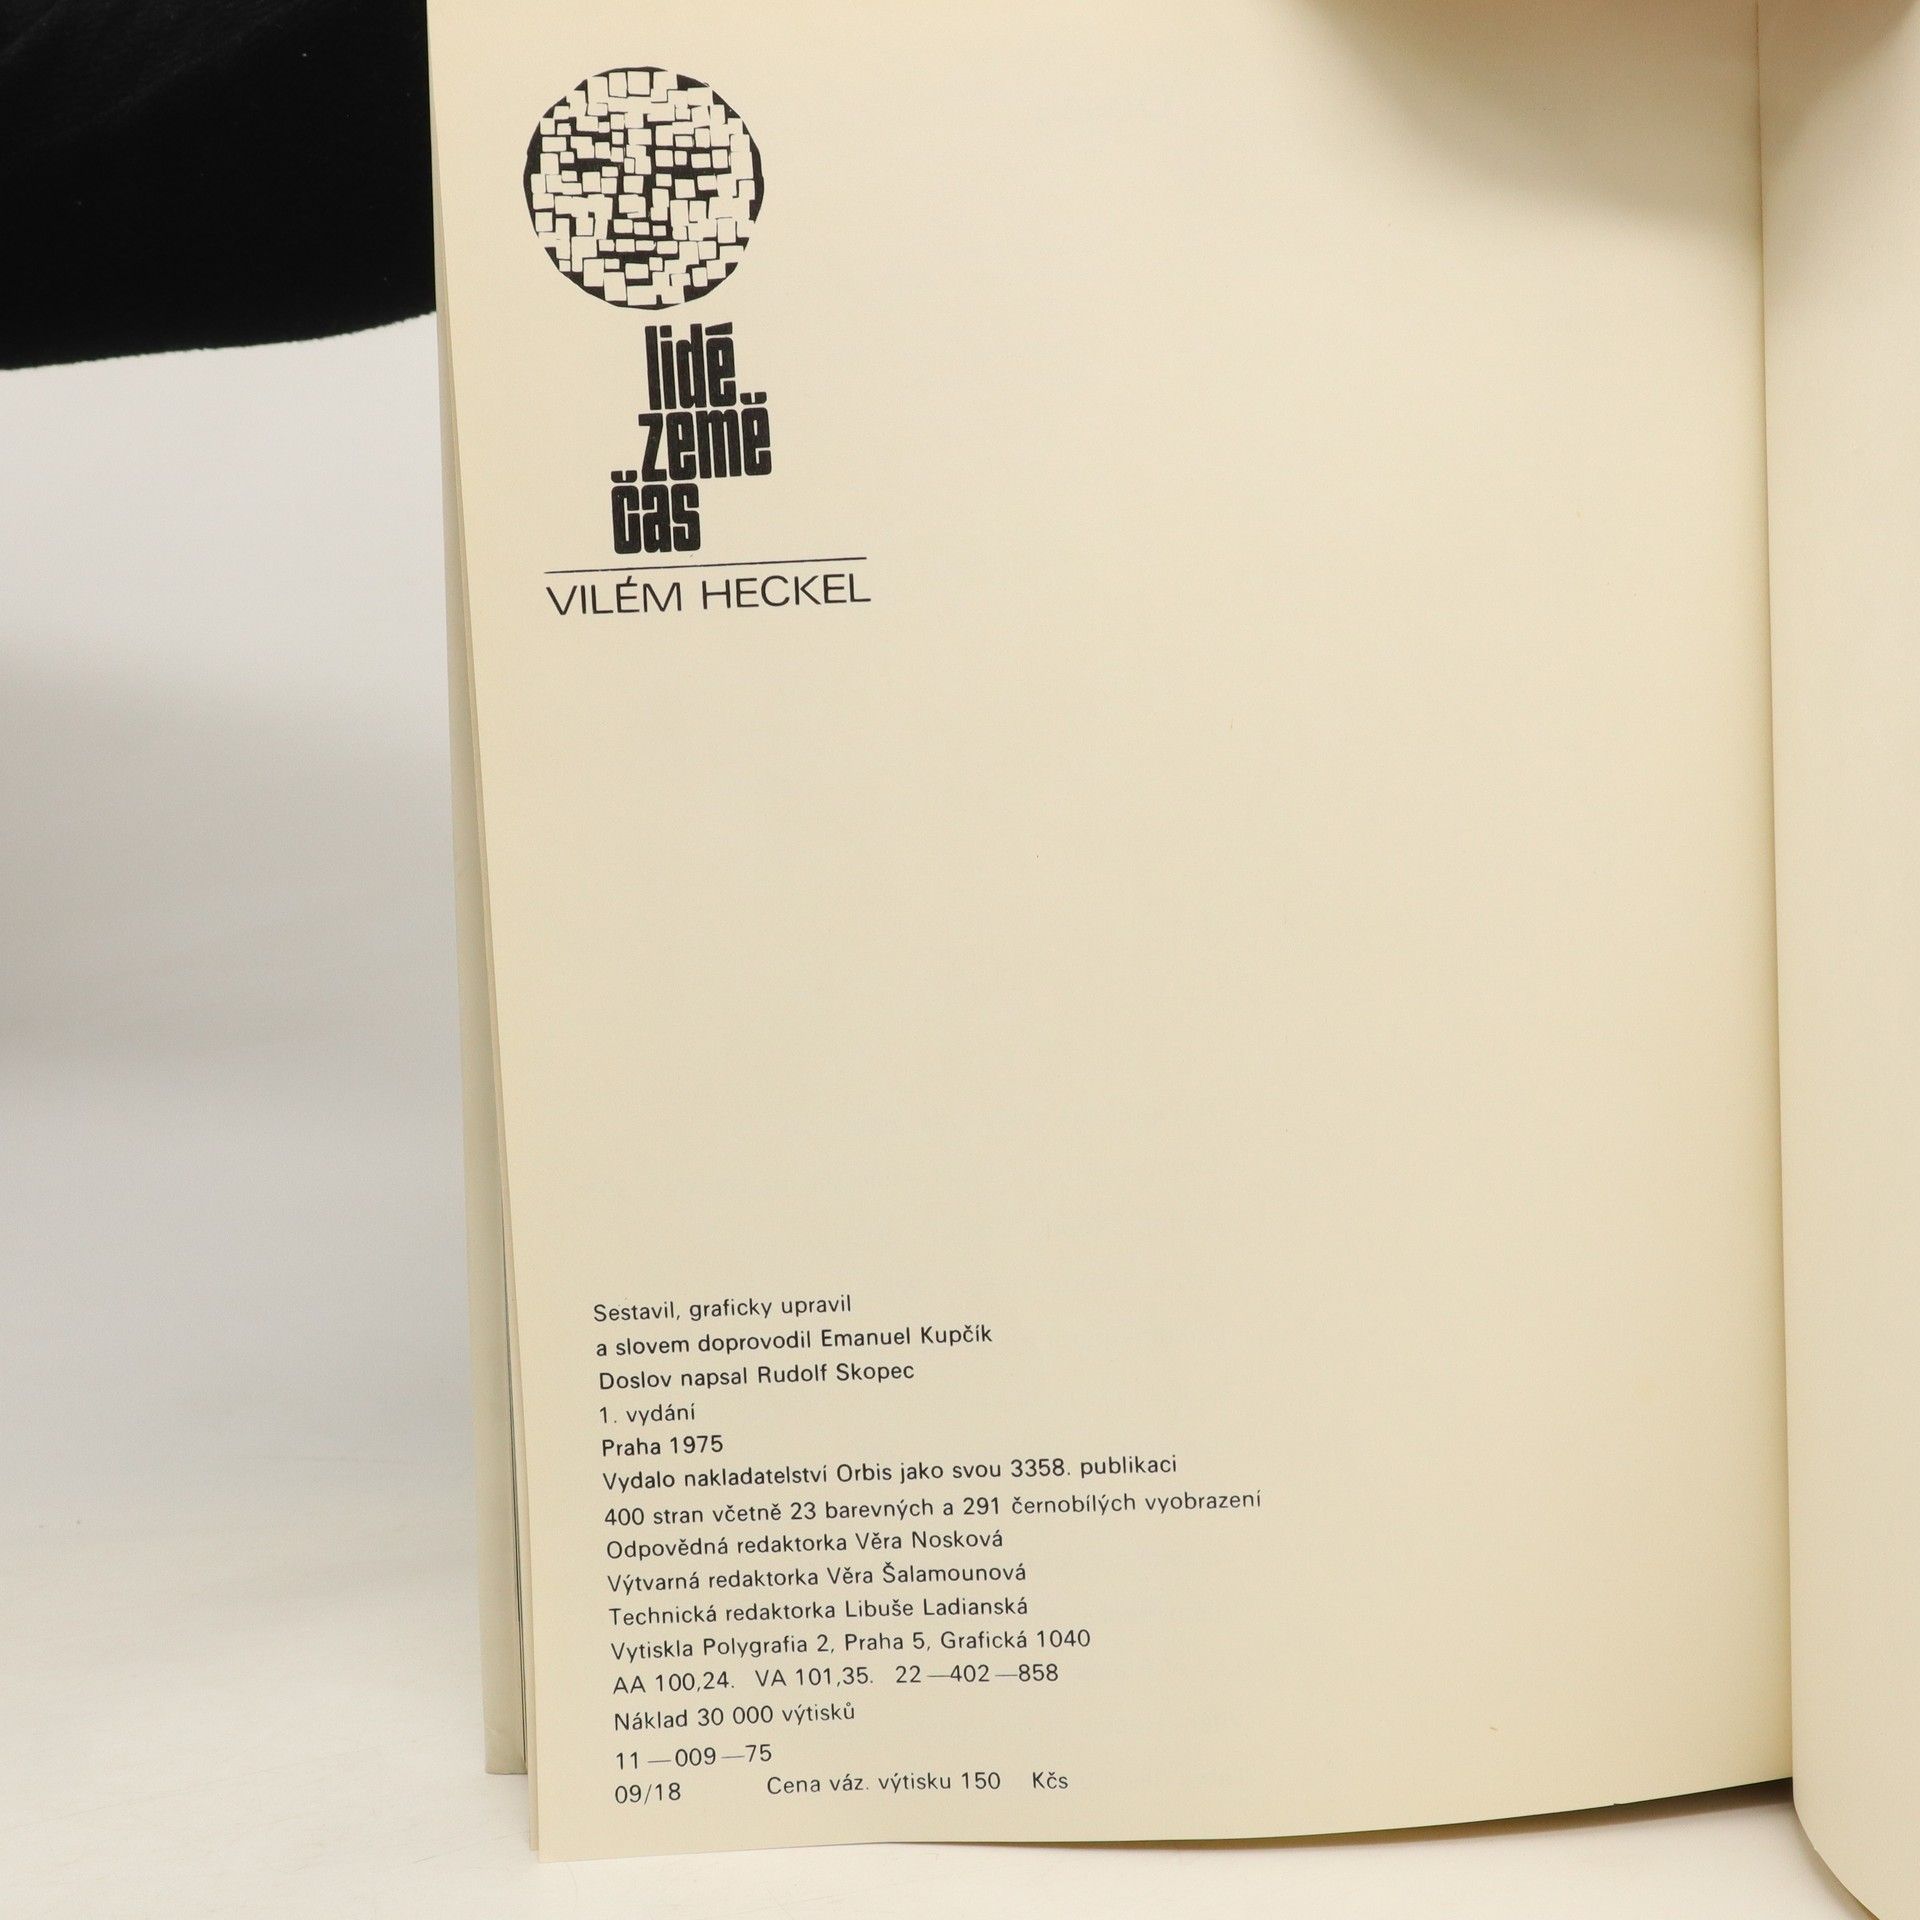 lidé
země
čas
VILÉM HECKEL
Sestavil, graficky upravil
a slovem doprovodil Emanuel Kupčík
Doslov napsal Rudolf Skopec
1. vydání
Praha 1975
Vydalo nakladatelství Orbis jako svou 3358. publikaci
400 stran včetně 23 barevných a 291 černobílých vyobrazení
Odpovědná redaktorka Věra Nosková
Výtvarná redaktorka Věra Šalamounová
Technická redaktorka Libuše Ladianská
Vytiskla Polygrafia 2, Praha 5, Grafická 1040
AA 100,24. VA 101,35. 22—402—858
Náklad 30 000 výtisků
11—009—75
09/18 Cena váz. výtisku 150 Kčs